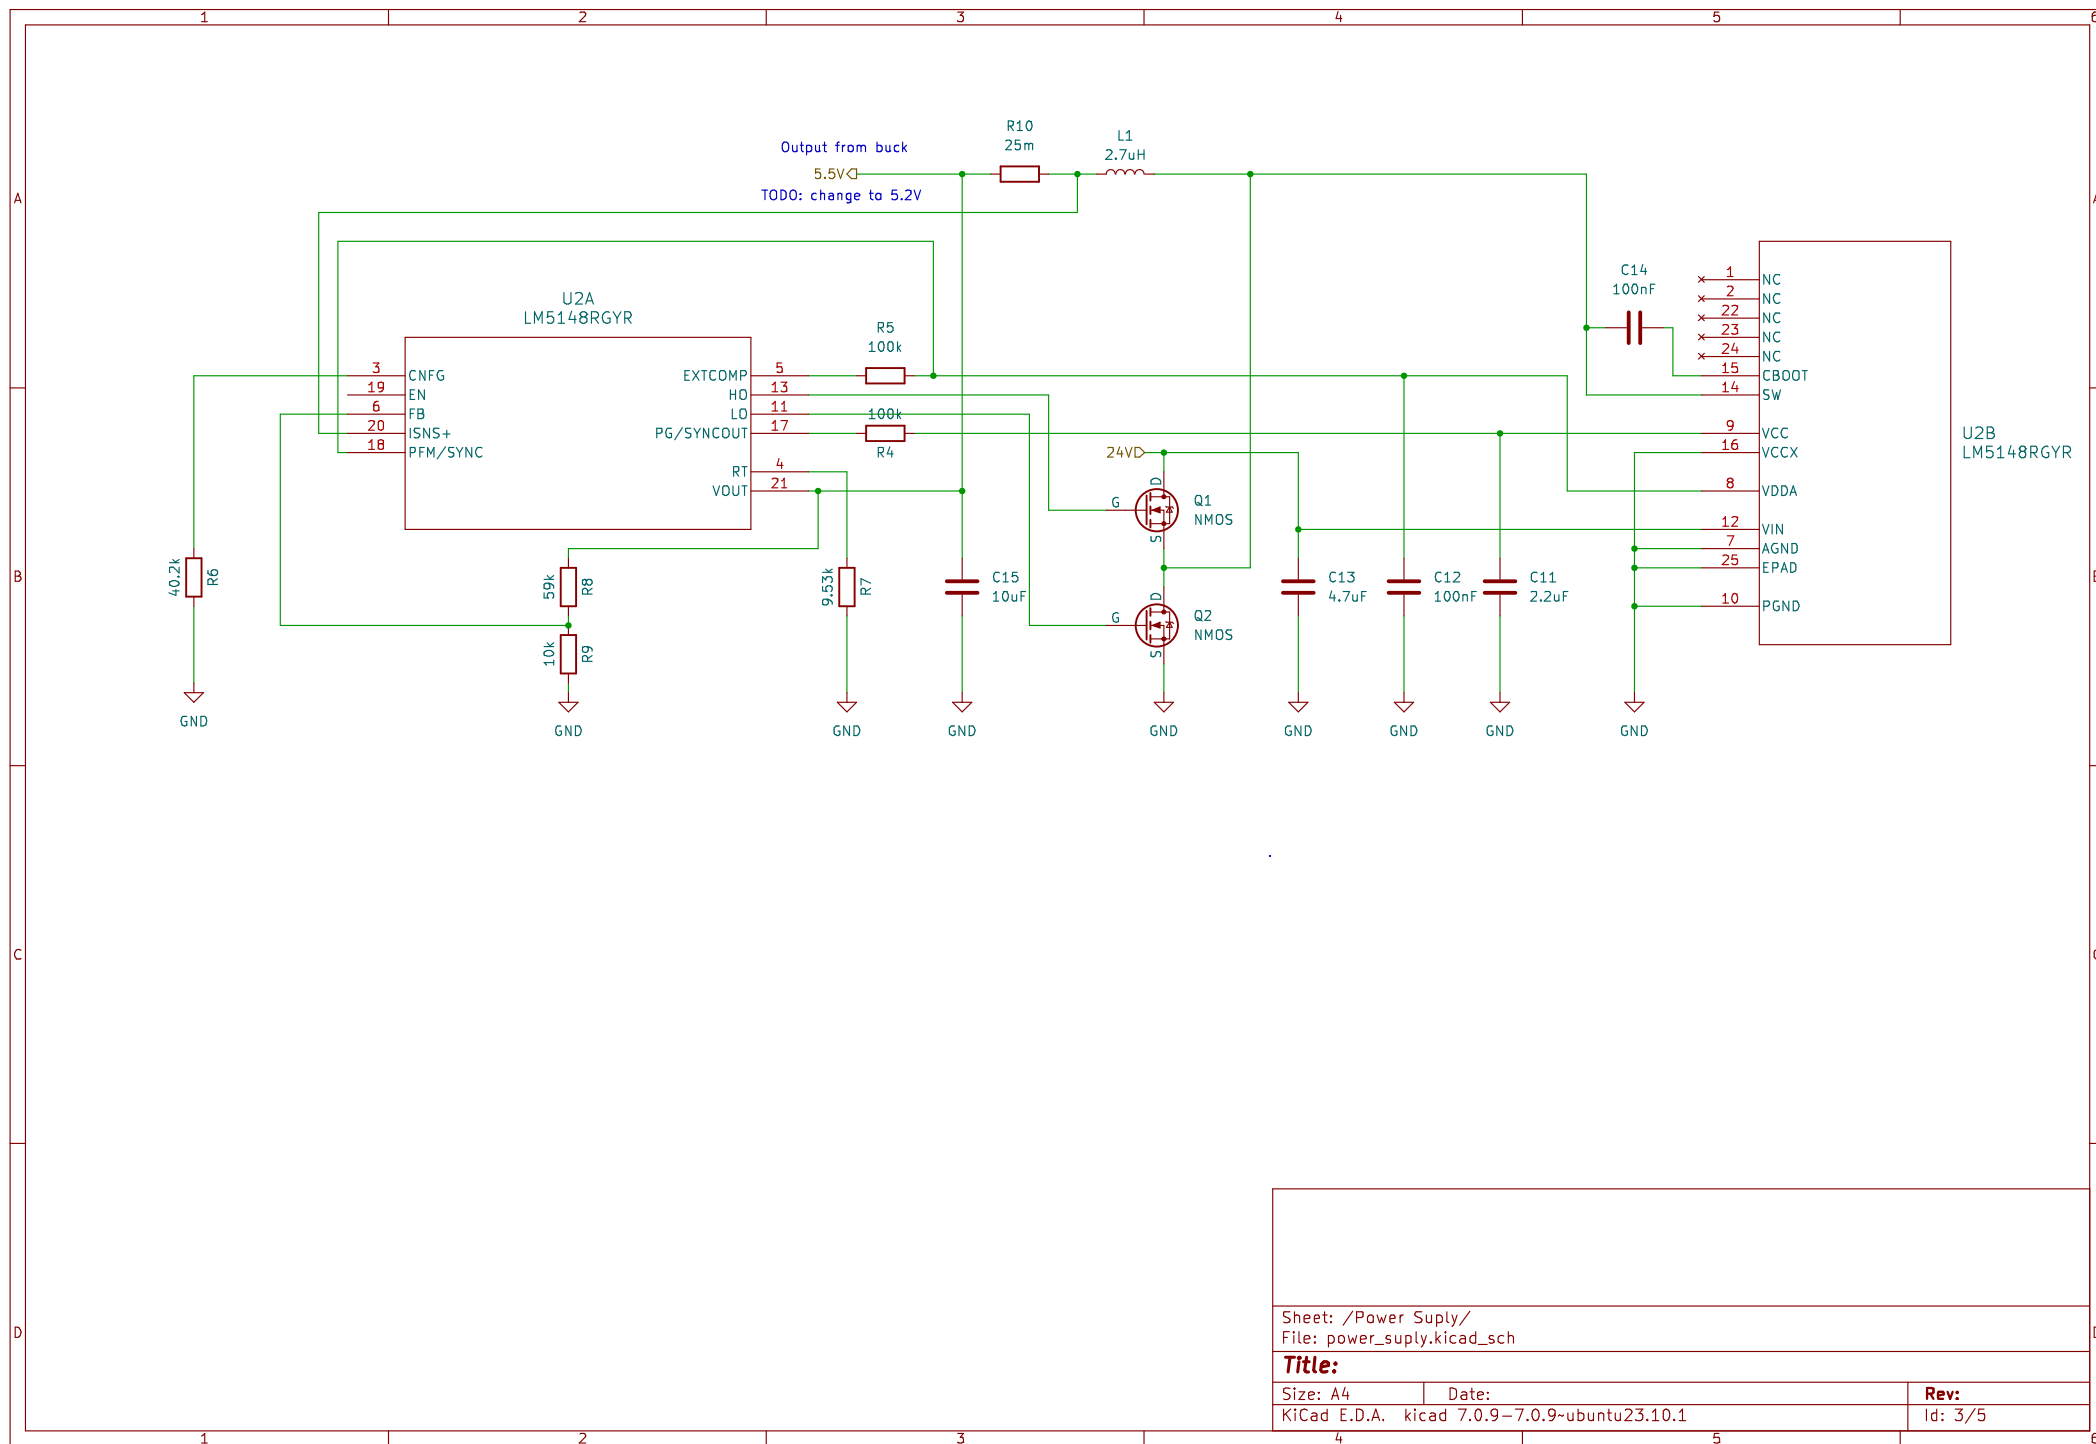 1 2 3 4 5 6
R10
25m
L1
2.7uH
Output from buck
5.5V
TODO: change to 5.2V
A
U2A
LM5148RGYR
3 CNFG
19 EN
6 FB
20 ISNS+
18 PFM/SYNC
EXTCOMP 5
HO 13
LO 11
PG/SYNCOUT 17
RT 4
VOUT 21
R5
100k
100k
R4
C14
100nF
1 NC
2 NC
22 NC
23 NC
24 NC
15 CBOOT
14 SW
9 VCC
16 VCCX
8 VDDA
12 VIN
7 AGND
25 EPAD
10 PGND
U2B
LM5148RGYR
24V
D
G
S
Q1
NMOS
D
G
S
Q2
NMOS
B
40.2k
R6
59k
R8
10k
R9
9.53k
R7
C15
10uF
C13
4.7uF
C12
100nF
C11
2.2uF
GND
GND
GND
GND
GND
GND
GND
GND
GND
C
D
Sheet: /Power Suply/
File: power_suply.kicad_sch
Title:
Size: A4 Date: Rev:
KiCad E.D.A. kicad 7.0.9-7.0.9~ubuntu23.10.1 Id: 3/5
1 2 3 4 5 6